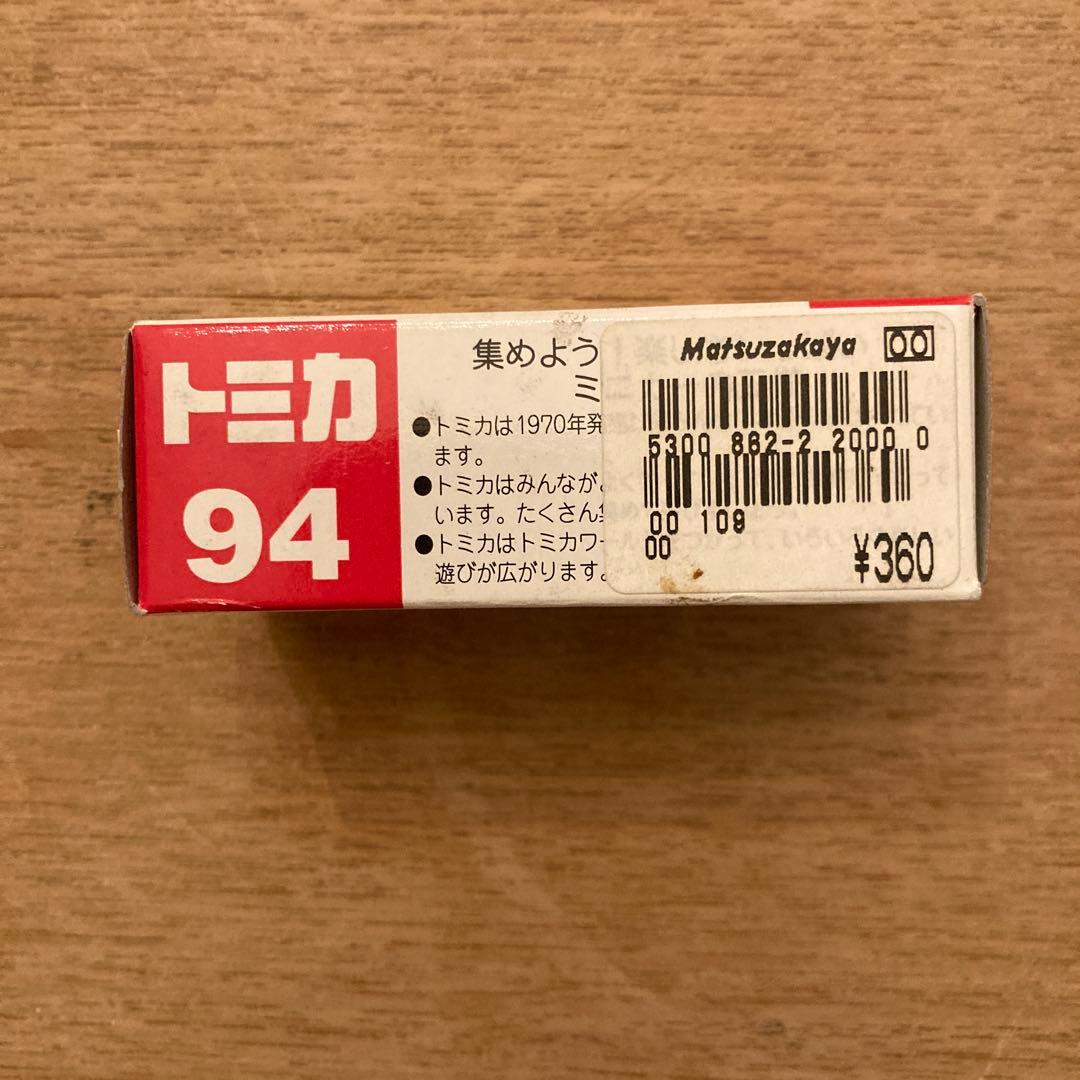 トミカ
94
集めよう
ミ
●トミカは1970年発
ます。
●トミカはみんなが
います。たくさん集
●トミカはトミカワー
遊びが広がります。
Matsuzakaya 00
5300 862-2 2000 0
00 109
00
¥360